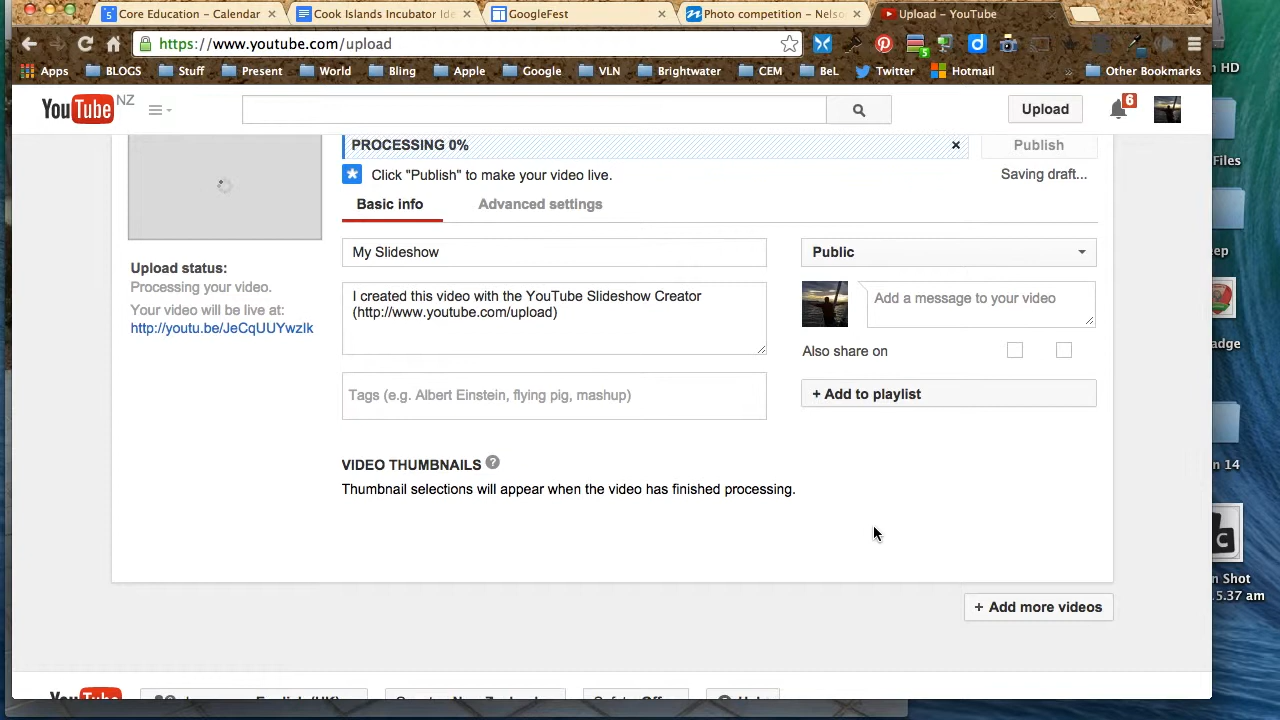 Core Education – Calendar
Cook Islands Incubator Ide
GoogleFest
Photo competition – Nelso
Upload – YouTube
https://www.youtube.com/upload
5
Apps BLOGS Stuff Present World Bling Apple Google VLN Brightwater CEM BeL Twitter Hotmail » Other Bookmarks
n HD
YouTube NZ
Upload
6
Files
PROCESSING 0%
Publish
Click "Publish" to make your video live.
Saving draft...
Basic info
Advanced settings
eep
My Slideshow
Public
Upload status:
Processing your video.
Your video will be live at:
http://youtu.be/JeCqUUYwzIk
I created this video with the YouTube Slideshow Creator
(http://www.youtube.com/upload)
Add a message to your video
adge
Also share on
Tags (e.g. Albert Einstein, flying pig, mashup)
+ Add to playlist
VIDEO THUMBNAILS ?
Thumbnail selections will appear when the video has finished processing.
n 14
C
n Shot
.5.37 am
+ Add more videos